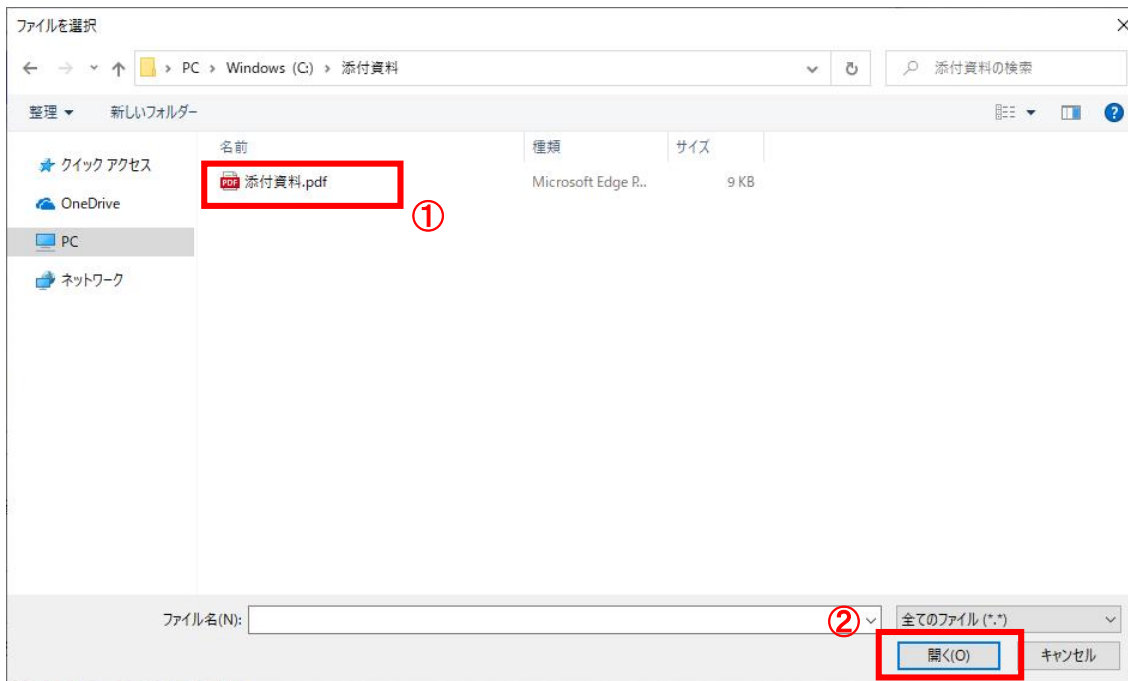 ファイルを選択
PC › Windows (C:) › 添付資料
添付資料の検索
整理 新しいフォルダー
名前 種類 サイズ
クイック アクセス
添付資料.pdf Microsoft Edge P... 9 KB
①
OneDrive
PC
ネットワーク
ファイル名(N):
②
全てのファイル (*.*)
開く(O) キャンセル